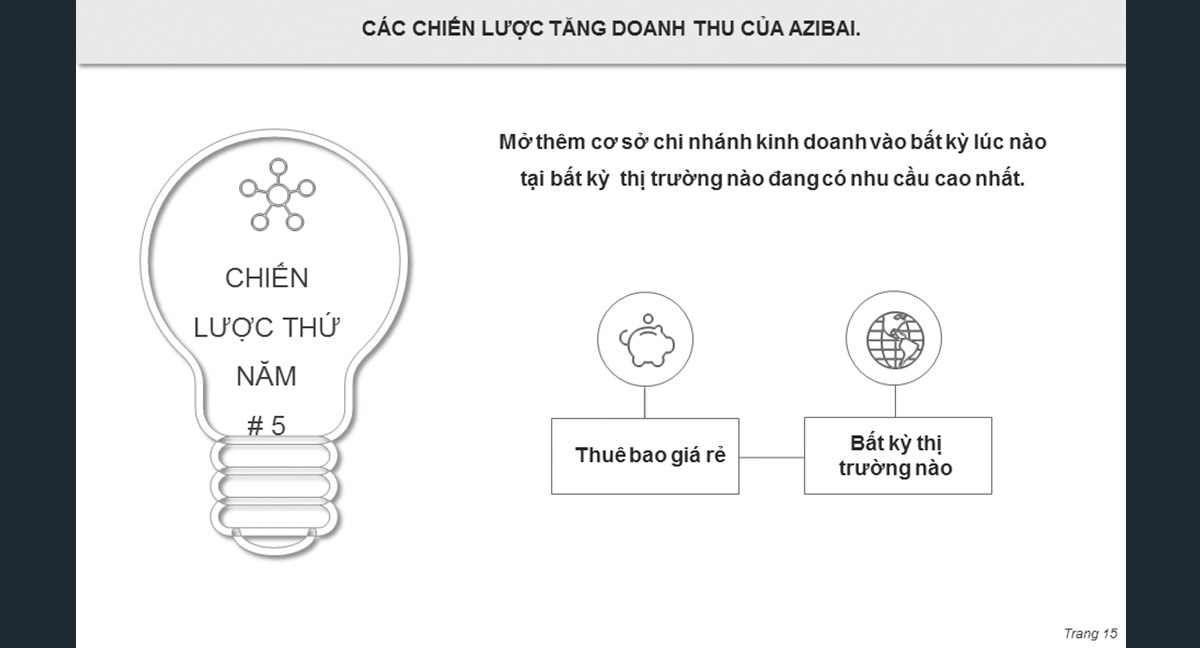 CÁC CHIẾN LƯỢC TĂNG DOANH THU CỦA AZIBAI.
CHIẾN
LƯỢC THỨ
NĂM
# 5
Mở thêm cơ sở chi nhánh kinh doanh vào bất kỳ lúc nào
tại bất kỳ thị trường nào đang có nhu cầu cao nhất.
Thuê bao giá rẻ
Bất kỳ thị
trường nào
Trang 15